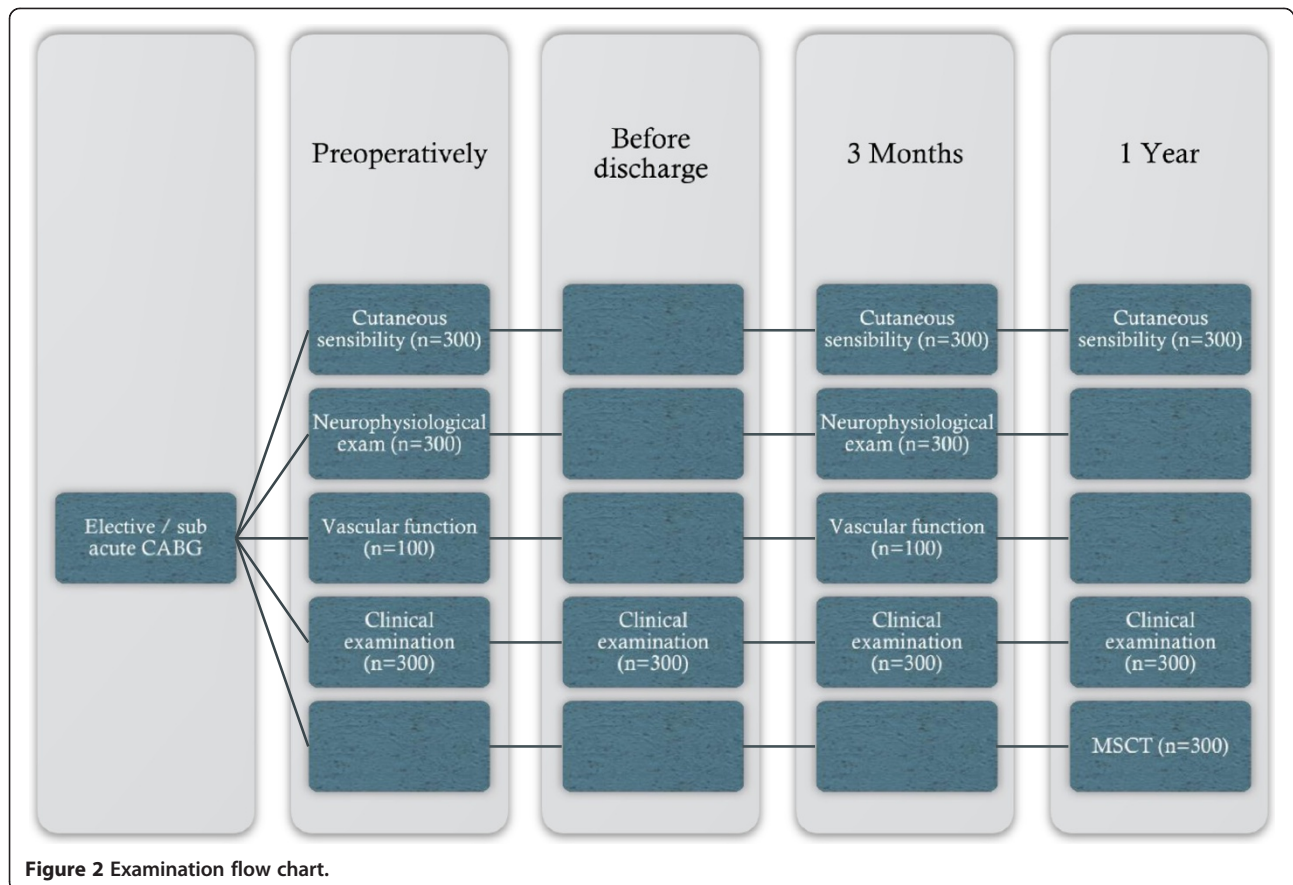 Preoperatively
Before
discharge
3 Months
1 Year
Elective / sub
acute CABG
Cutaneous
sensibility (n=300)
Cutaneous
sensibility (n=300)
Cutaneous
sensibility (n=300)
Neurophysiological
exam (n=300)
Neurophysiological
exam (n=300)
Vascular function
(n=100)
Vascular function
(n=100)
Clinical
examination
(n=300)
Clinical
examination
(n=300)
Clinical
examination
(n=300)
Clinical
examination
(n=300)
MSCT (n=300)
Figure 2 Examination flow chart.